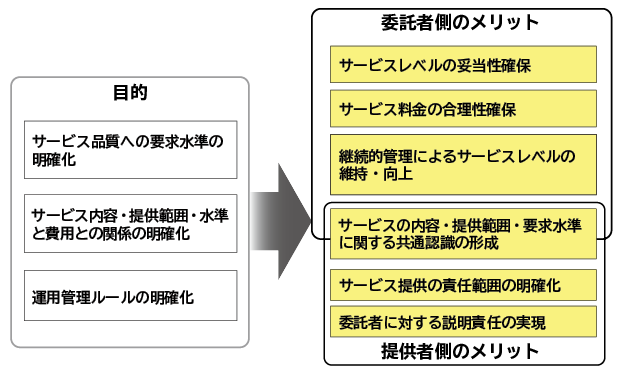 目的
サービス品質への要求水準の
明確化
サービス内容・提供範囲・水準
と費用との関係の明確化
運用管理ルールの明確化
委託者側のメリット
サービスレベルの妥当性確保
サービス料金の合理性確保
継続的管理によるサービスレベルの
維持・向上
サービスの内容・提供範囲・要求水準
に関する共通認識の形成
サービス提供の責任範囲の明確化
委託者に対する説明責任の実現
提供者側のメリット